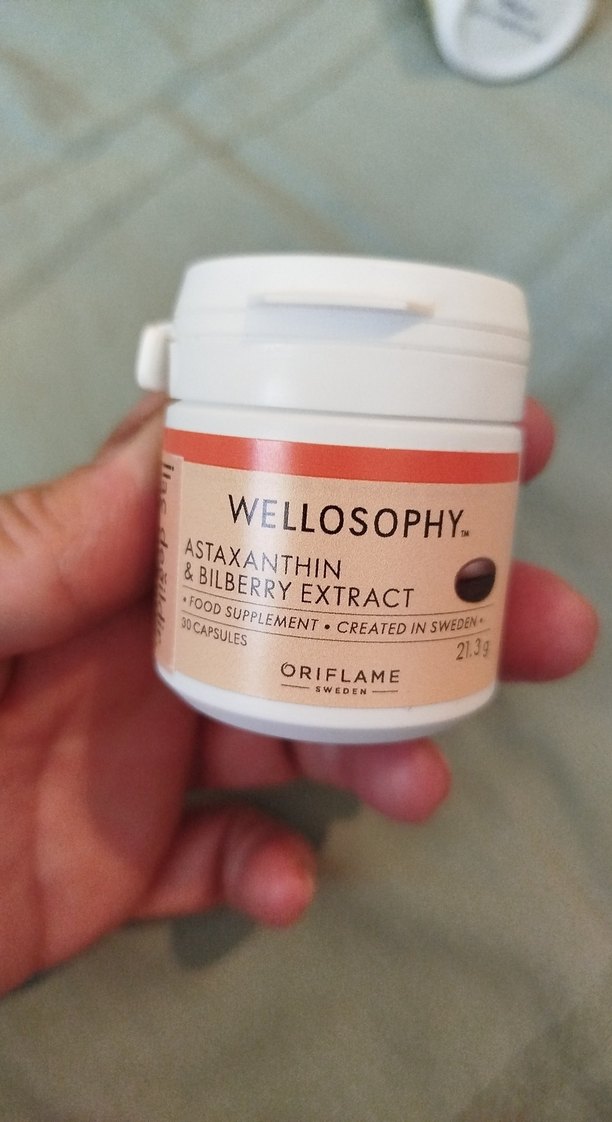 WELLOSOPHY™
ASTAXANTHIN
& BILBERRY EXTRACT
• FOOD SUPPLEMENT • CREATED IN SWEDEN •
30 CAPSULES
21.3 g
ORIFLAME
SWEDEN